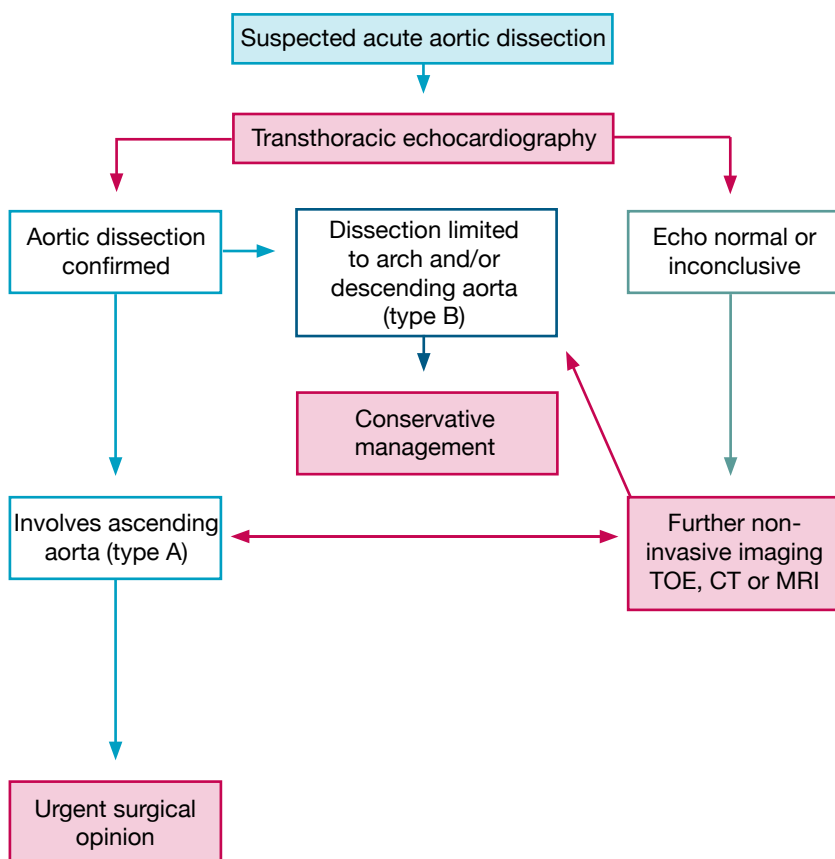 Suspected acute aortic dissection
Transthoracic echocardiography
Aortic dissection
confirmed
Dissection limited
to arch and/or
descending aorta
(type B)
Echo normal or
inconclusive
Conservative
management
Involves ascending
aorta (type A)
Further non-
invasive imaging
TOE, CT or MRI
Urgent surgical
opinion